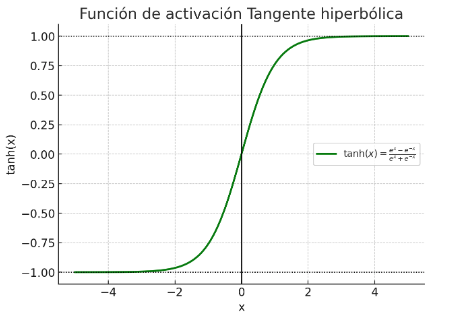 Función de activación Tangente hiperbólica
1.00
0.75
0.50
0.25
0.00
−0.25
−0.50
−0.75
−1.00
tanh(x)
tanh(x) = \frac{e^x − e^{−x}}{e^x + e^{−x}}
−4 −2 0 2 4
x